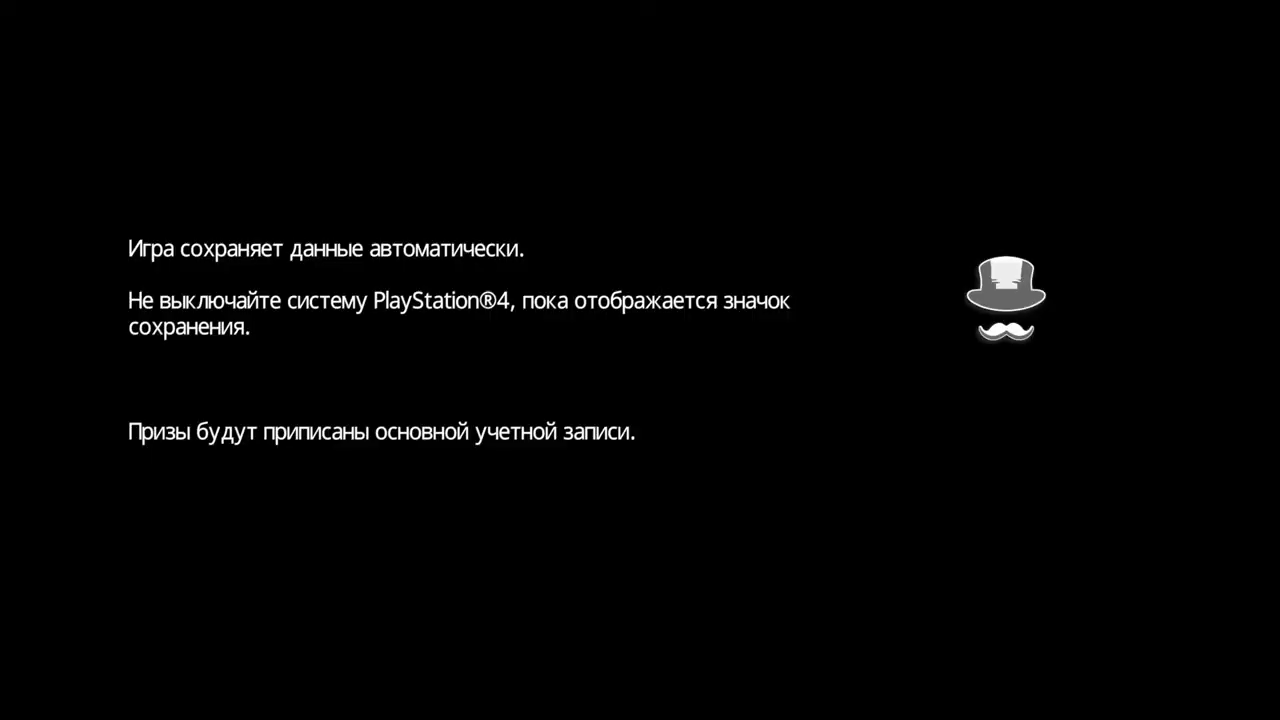 Игра сохраняет данные автоматически.
Не выключайте систему PlayStation®4, пока отображается значок
сохранения.
Призы будут приписаны основной учетной записи.